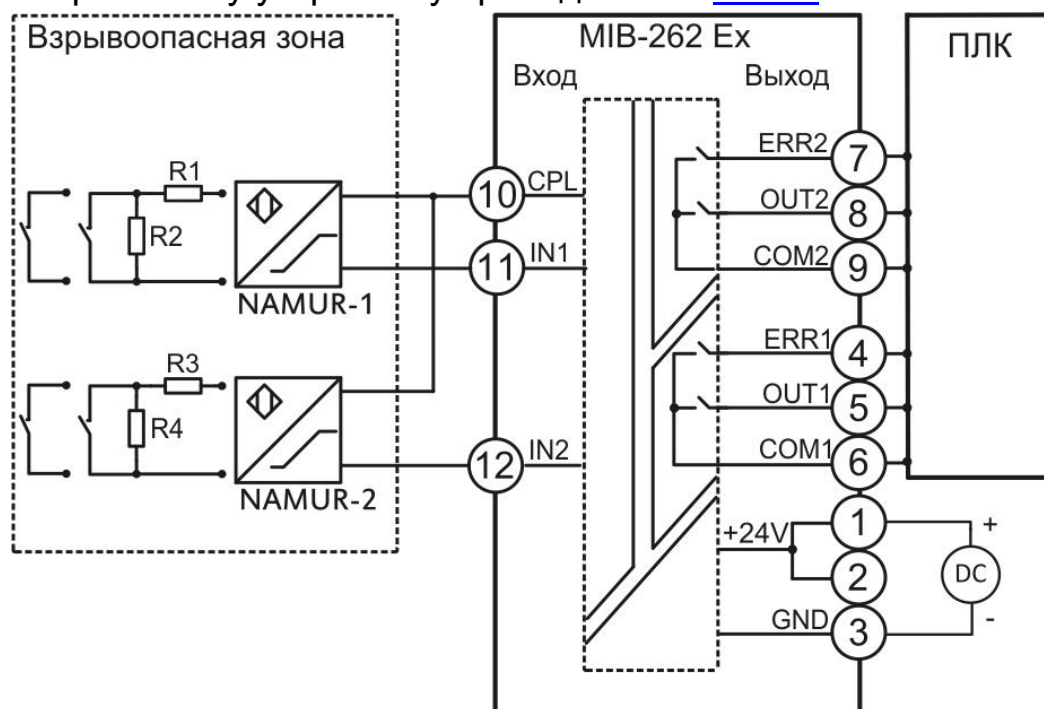 Взрывоопасная зона
MIB-262 Ex
ПЛК
Вход
Выход
R1
R2
NAMUR-1
R3
R4
NAMUR-2
10
CPL
11
IN1
12
IN2
ERR2
7
OUT2
8
COM2
9
ERR1
4
OUT1
5
COM1
6
+24V
1
2
GND
3
+
DC
-